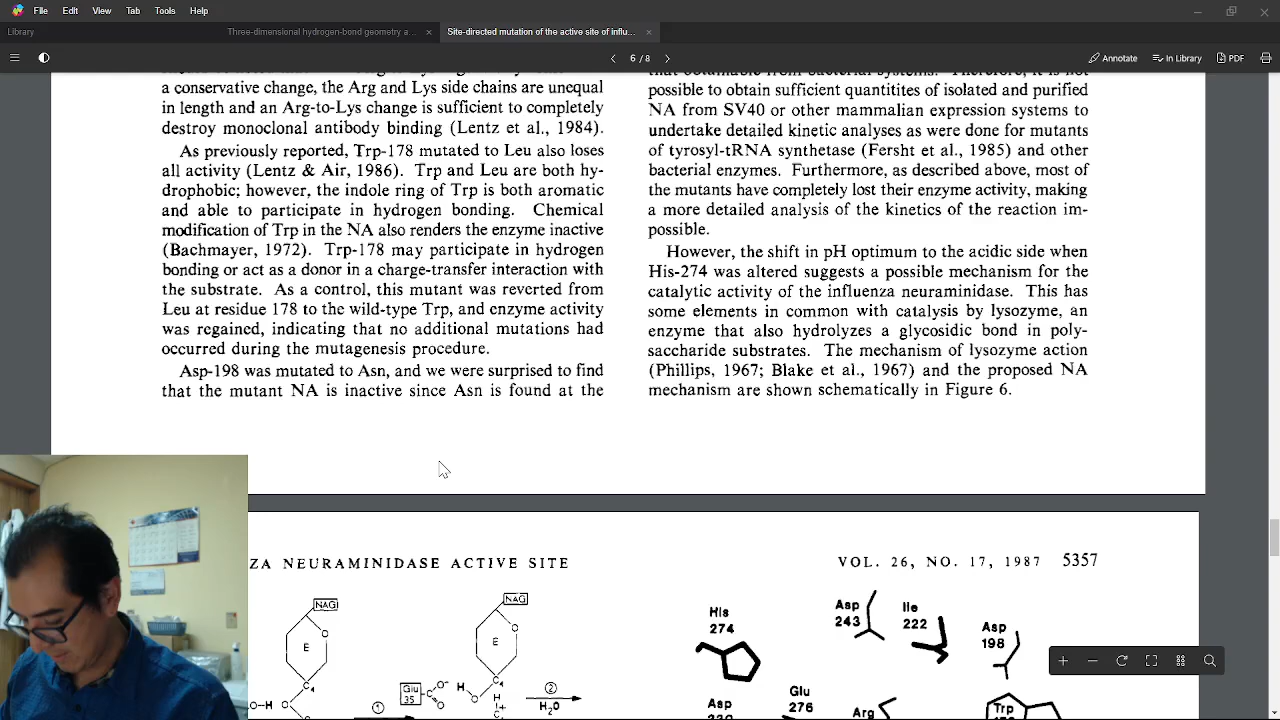 File Edit View Tools Help
Library
Three-dimensional hydrogen-bond geometry a...
Site-directed mutation of the active site of influ...
6 / 8
Annotate
In Library
PDF
a conservative change, the Arg and Lys side chains are unequal
in length and an Arg-to-Lys change is sufficient to completely
destroy monoclonal antibody binding (Lentz et al., 1984).
As previously reported, Trp-178 mutated to Leu also loses
all activity (Lentz & Air, 1986). Trp and Leu are both hy-
drophobic; however, the indole ring of Trp is both aromatic
and able to participate in hydrogen bonding. Chemical
modification of Trp in the NA also renders the enzyme inactive
(Bachmayer, 1972). Trp-178 may participate in hydrogen
bonding or act as a donor in a charge-transfer interaction with
the substrate. As a control, this mutant was reverted from
Leu at residue 178 to the wild-type Trp, and enzyme activity
was regained, indicating that no additional mutations had
occurred during the mutagenesis procedure.
Asp-198 was mutated to Asn, and we were surprised to find
that the mutant NA is inactive since Asn is found at the
that obtainable from bacterial systems. Therefore, it is not
possible to obtain sufficient quantitites of isolated and purified
NA from SV40 or other mammalian expression systems to
undertake detailed kinetic analyses as were done for mutants
of tyrosyl-tRNA synthetase (Fersht et al., 1985) and other
bacterial enzymes. Furthermore, as described above, most of
the mutants have completely lost their enzyme activity, making
a more detailed analysis of the kinetics of the reaction im-
possible.
However, the shift in pH optimum to the acidic side when
His-274 was altered suggests a possible mechanism for the
catalytic activity of the influenza neuraminidase. This has
some elements in common with catalysis by lysozyme, an
enzyme that also hydrolyzes a glycosidic bond in poly-
saccharide substrates. The mechanism of lysozyme action
(Phillips, 1967; Blake et al., 1967) and the proposed NA
mechanism are shown schematically in Figure 6.
ZA NEURAMINIDASE ACTIVE SITE
VOL. 26, NO. 17, 1987 5357
NAG
O
E
C4
O-H O
1
NAG
O
E
C4
Glu
35
C
O-
O
H
O
H
2
H2O
His
274
Asp
243
Ile
222
Asp
198
Asp
Glu
276
Arg
Trp